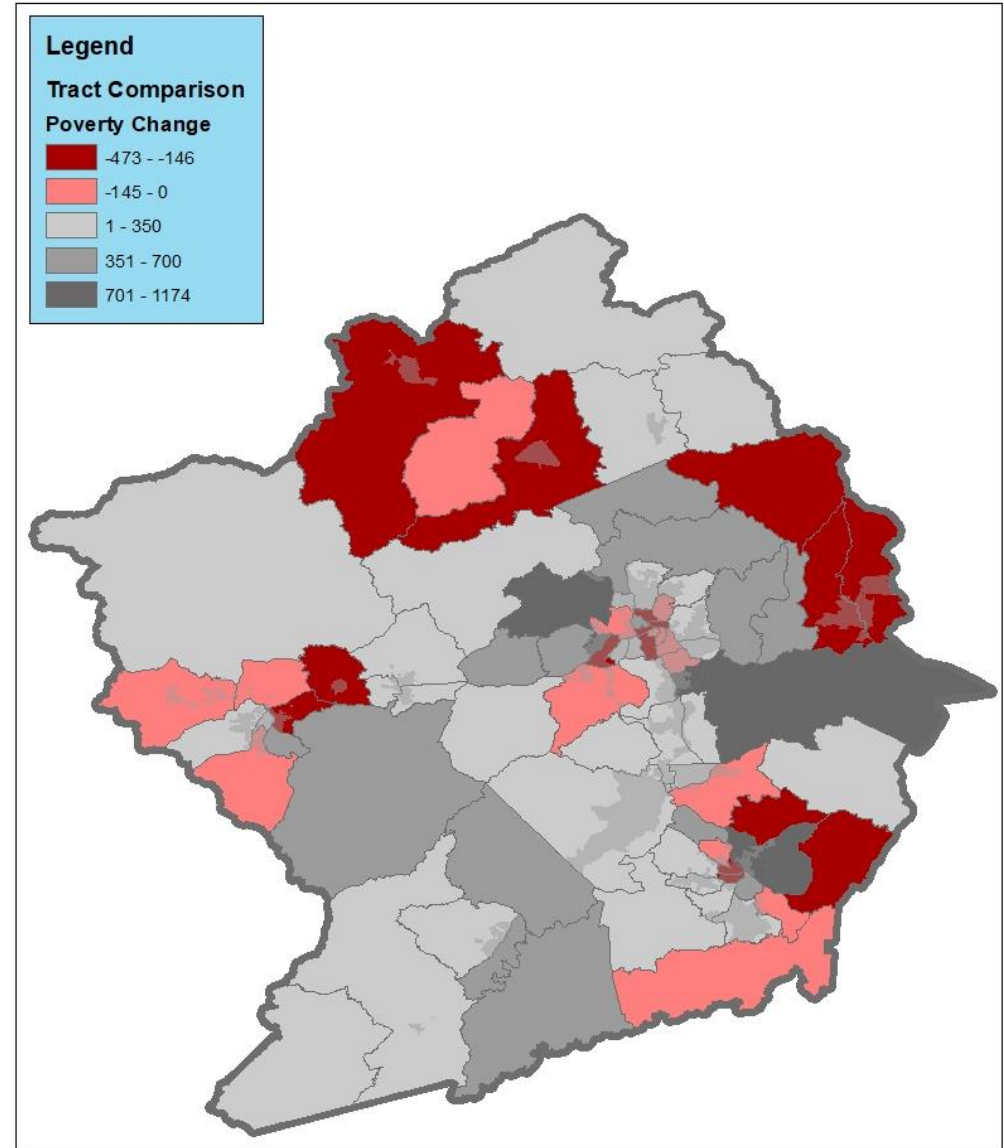 Legend
Tract Comparison
Poverty Change
-473 - -146
-145 - 0
1 - 350
351 - 700
701 - 1174